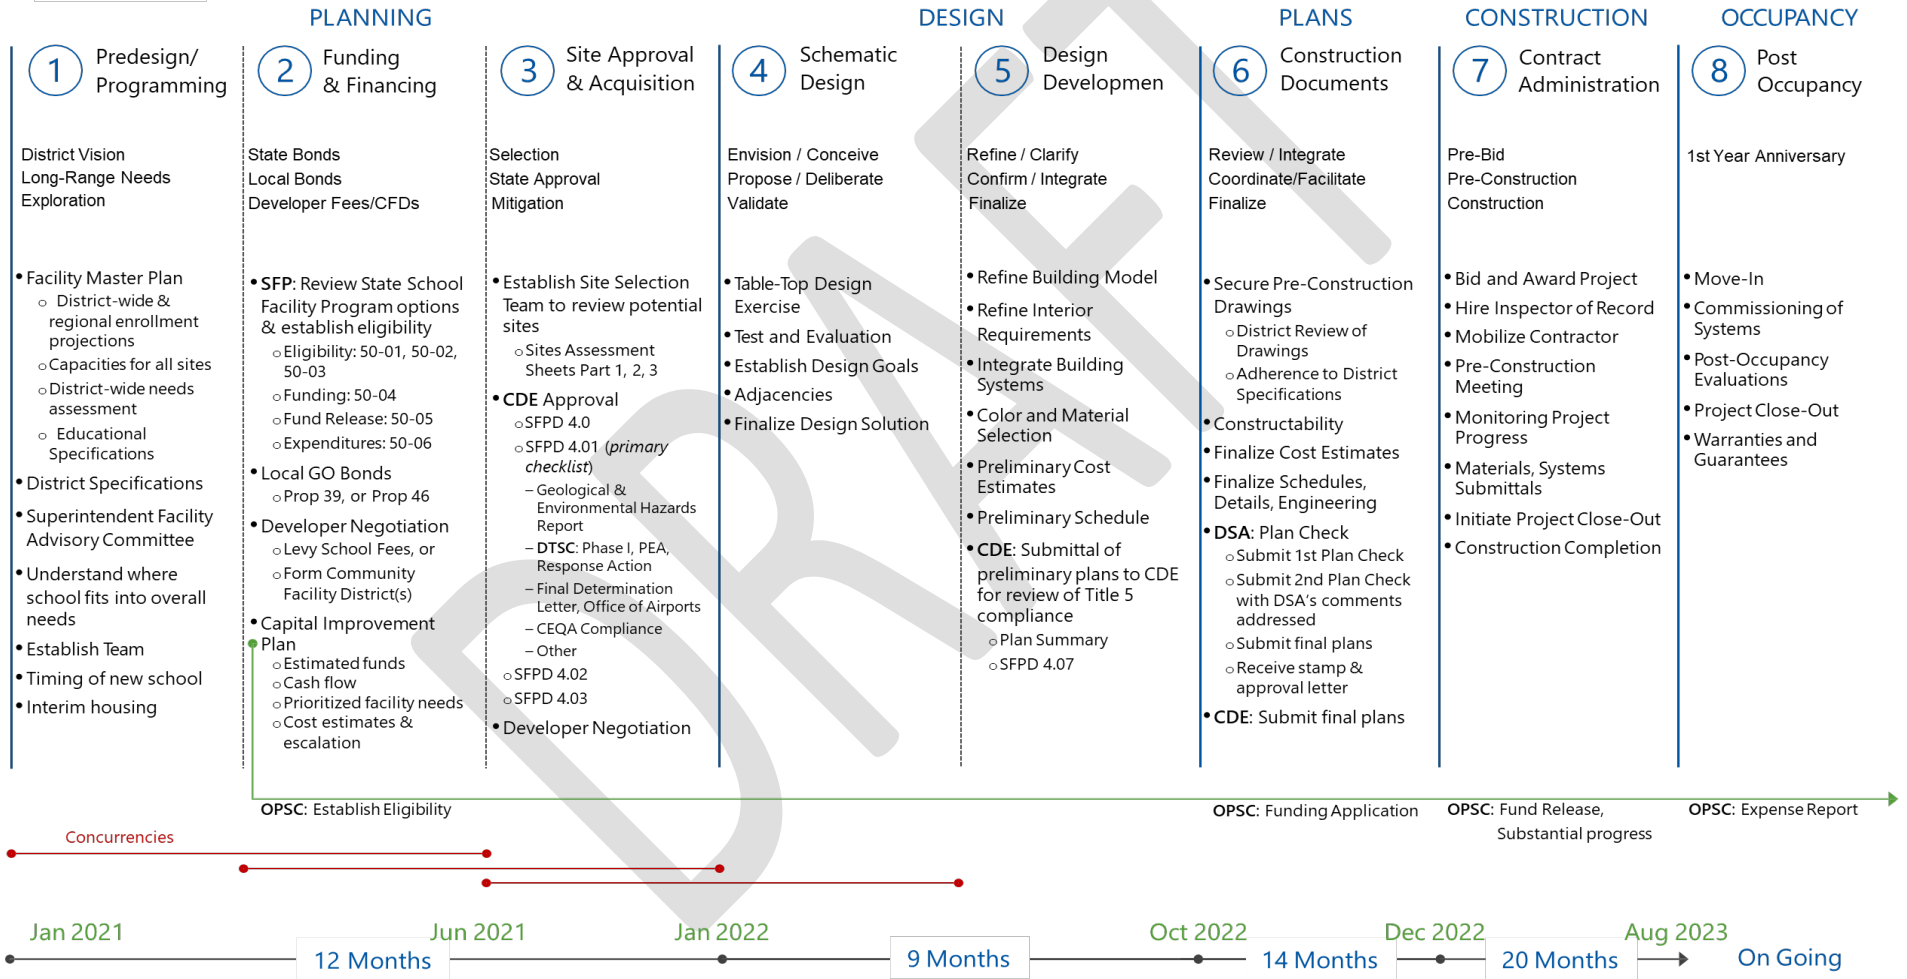 PLANNING
DESIGN
PLANS
CONSTRUCTION
OCCUPANCY
1
Predesign/
Programming
District Vision
Long-Range Needs
Exploration
• Facility Master Plan
o District-wide &
regional enrollment
projections
o Capacities for all sites
o District-wide needs
assessment
o Educational
Specifications
• District Specifications
• Superintendent Facility
Advisory Committee
• Understand where
school fits into overall
needs
• Establish Team
• Timing of new school
• Interim housing
2
Funding
& Financing
State Bonds
Local Bonds
Developer Fees/CFDs
• SFP: Review State School
Facility Program options
& establish eligibility
o Eligibility: 50-01, 50-02,
50-03
o Funding: 50-04
o Fund Release: 50-05
o Expenditures: 50-06
• Local GO Bonds
o Prop 39, or Prop 46
• Developer Negotiation
o Levy School Fees, or
o Form Community
Facility District(s)
• Capital Improvement
Plan
o Estimated funds
o Cash flow
o Prioritized facility needs
o Cost estimates &
escalation
3
Site Approval
& Acquisition
Selection
State Approval
Mitigation
• Establish Site Selection
Team to review potential
sites
o Sites Assessment
Sheets Part 1, 2, 3
• CDE Approval
o SFPD 4.0
o SFPD 4.01 (primary
checklist)
– Geological &
Environmental Hazards
Report
– DTSC: Phase I, PEA,
Response Action
– Final Determination
Letter, Office of Airports
– CEQA Compliance
– Other
o SFPD 4.02
o SFPD 4.03
• Developer Negotiation
4
Schematic
Design
Envision / Conceive
Propose / Deliberate
Validate
• Table-Top Design
Exercise
• Test and Evaluation
• Establish Design Goals
• Adjacencies
• Finalize Design Solution
5
Design
Developmen
Refine / Clarify
Confirm / Integrate
Finalize
• Refine Building Model
• Refine Interior
Requirements
• Integrate Building
Systems
• Color and Material
Selection
• Preliminary Cost
Estimates
• Preliminary Schedule
• CDE: Submittal of
preliminary plans to CDE
for review of Title 5
compliance
o Plan Summary
o SFPD 4.07
6
Construction
Documents
Review / Integrate
Coordinate/Facilitate
Finalize
• Secure Pre-Construction
Drawings
o District Review of
Drawings
o Adherence to District
Specifications
• Constructability
• Finalize Cost Estimates
• Finalize Schedules,
Details, Engineering
• DSA: Plan Check
o Submit 1st Plan Check
o Submit 2nd Plan Check
with DSA's comments
addressed
o Submit final plans
o Receive stamp &
approval letter
• CDE: Submit final plans
7
Contract
Administration
Pre-Bid
Pre-Construction
Construction
• Bid and Award Project
• Hire Inspector of Record
• Mobilize Contractor
• Pre-Construction
Meeting
• Monitoring Project
Progress
• Materials, Systems
Submittals
• Initiate Project Close-Out
• Construction Completion
8
Post
Occupancy
1st Year Anniversary
• Move-In
• Commissioning of
Systems
• Post-Occupancy
Evaluations
• Project Close-Out
• Warranties and
Guarantees
DRAFT
OPSC: Establish Eligibility
OPSC: Funding Application
OPSC: Fund Release,
Substantial progress
OPSC: Expense Report
Concurrencies
Jan 2021
Jun 2021
Jan 2022
Oct 2022
Dec 2022
Aug 2023
12 Months
9 Months
14 Months
20 Months
On Going